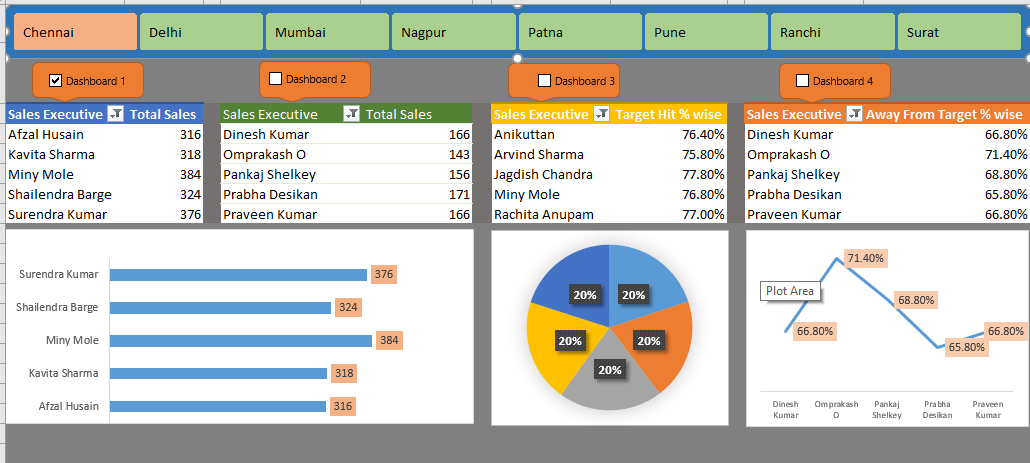 Chennai Delhi Mumbai Nagpur Patna Pune Ranchi Surat
Dashboard 1 Dashboard 2 Dashboard 3 Dashboard 4
Sales Executive Total Sales
Afzal Husain 316
Kavita Sharma 318
Miny Mole 384
Shailendra Barge 324
Surendra Kumar 376
Sales Executive Total Sales
Dinesh Kumar 166
Omprakash O 143
Pankaj Shelkey 156
Prabha Desikan 171
Praveen Kumar 166
Sales Executive Target Hit % wise
Anikuttan 76.40%
Arvind Sharma 75.80%
Jagdish Chandra 77.80%
Miny Mole 76.80%
Rachita Anupam 77.00%
Sales Executive Away From Target % wise
Dinesh Kumar 66.80%
Omprakash O 71.40%
Pankaj Shelkey 68.80%
Prabha Desikan 65.80%
Praveen Kumar 66.80%
Surendra Kumar 376
Shailendra Barge 324
Miny Mole 384
Kavita Sharma 318
Afzal Husain 316
20% 20%
20% 20%
20%
71.40%
Plot Area
68.80%
66.80% 66.80%
65.80%
Dinesh Omprakash Pankaj Prabha Praveen
Kumar O Shelkey Desikan Kumar